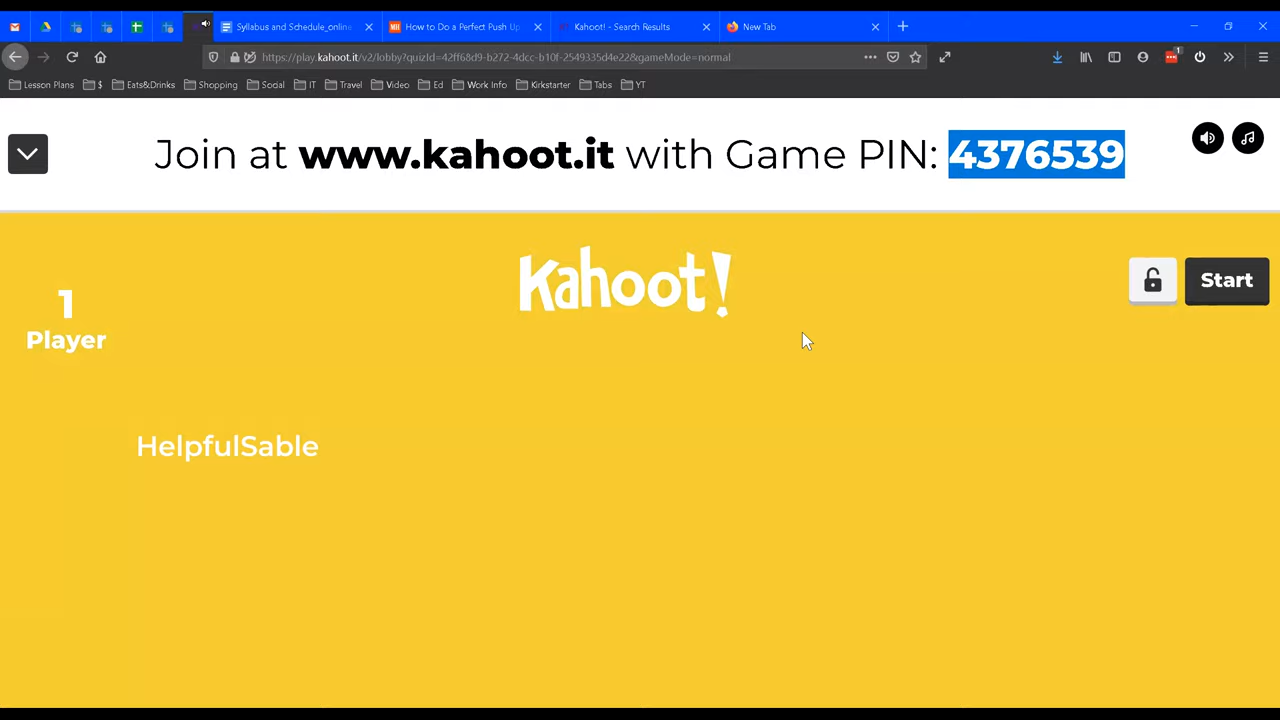 Syllabus and Schedule_online
How to Do a Perfect Push Up
Kahoot! - Search Results
New Tab
https://play.kahoot.it/v2/lobby?quizId=42ff68d9-b272-4dcc-b10f-2549335d4e22&gameMode=normal
1
Lesson Plans
$
Eats&Drinks
Shopping
Social
IT
Travel
Video
Ed
Work Info
Kirkstarter
Tabs
YT
Join at www.kahoot.it with Game PIN: 4376539
Kahoot!
Start
1
Player
HelpfulSable